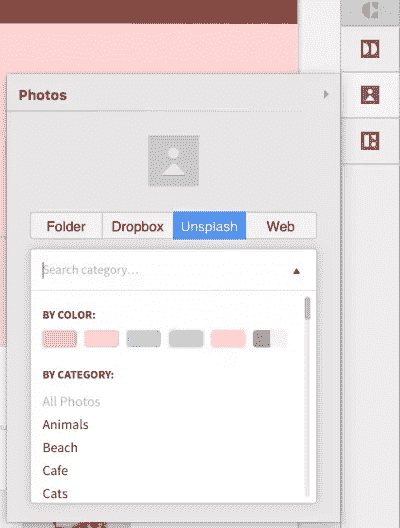 Photos
Folder Dropbox Unsplash Web
Search category...
BY COLOR:
BY CATEGORY:
All Photos
Animals
Beach
Cafe
Cats